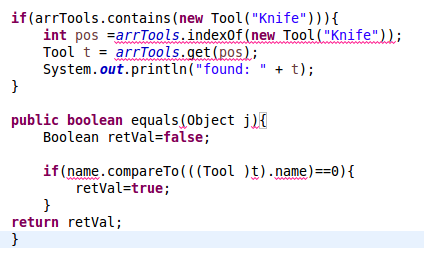 if(arrTools.contains(new Tool("Knife"))){
    int pos =arrTools.indexOf(new Tool("Knife"));
    Tool t = arrTools.get(pos);
    System.out.println("found: " + t);
}

public boolean equals(Object j){
    Boolean retVal=false;

    if(name.compareTo(((Tool )t).name)==0){
        retVal=true;
    }
return retVal;
}